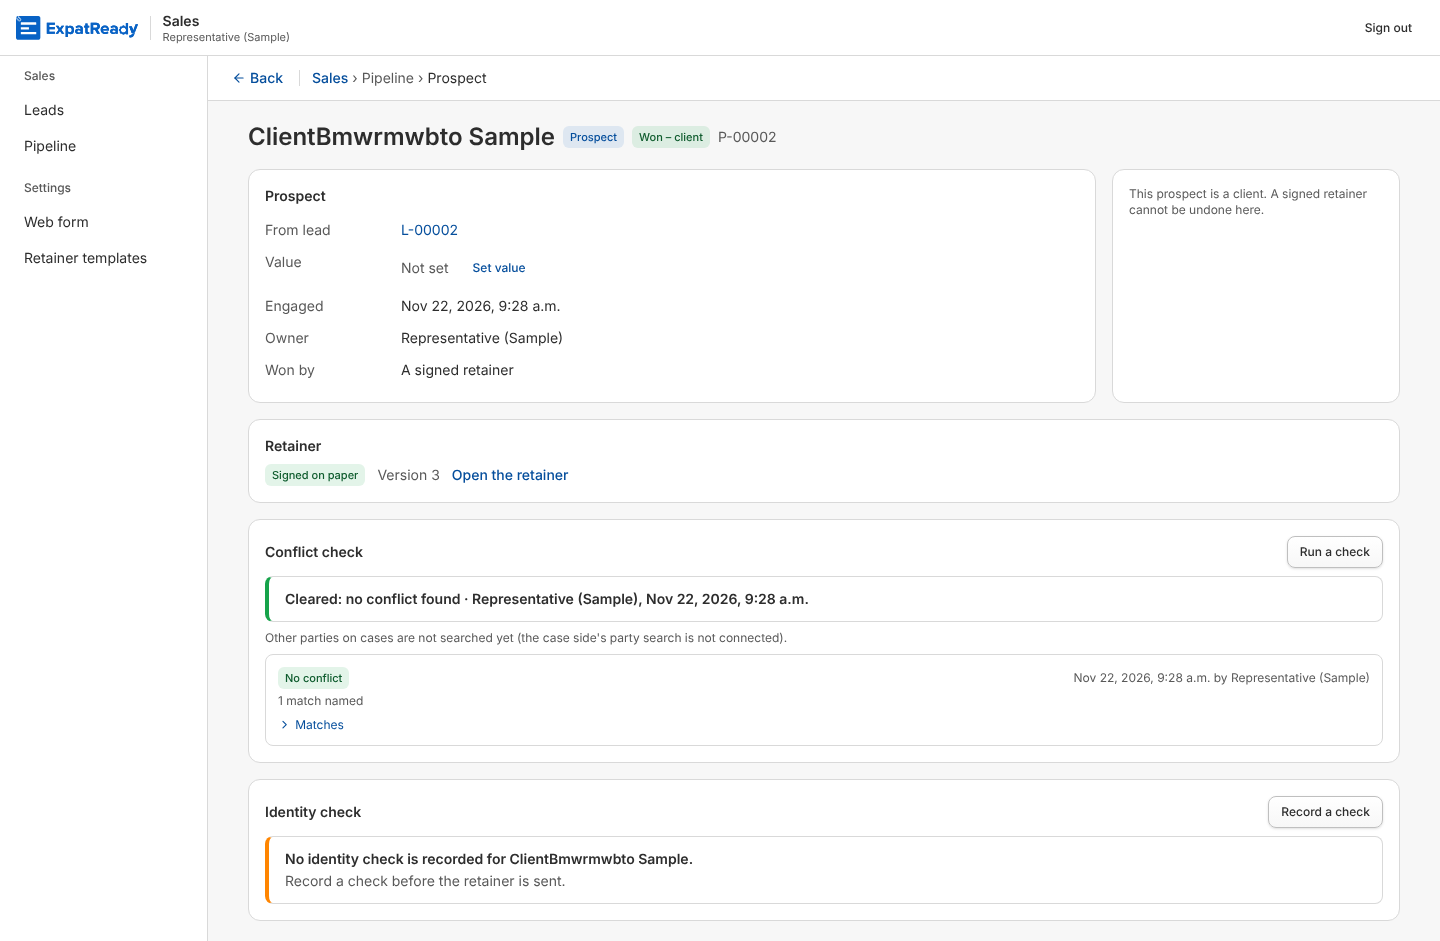 ExpatReady
Sales
Representative (Sample)
Sign out
Sales
Leads
Pipeline
Settings
Web form
Retainer templates
← Back
Sales › Pipeline › Prospect
ClientBmwrmwbto Sample Prospect Won – client P-00002
Prospect
From lead L-00002
Value Not set Set value
Engaged Nov 22, 2026, 9:28 a.m.
Owner Representative (Sample)
Won by A signed retainer
This prospect is a client. A signed retainer
cannot be undone here.
Retainer
Signed on paper Version 3 Open the retainer
Conflict check Run a check
Cleared: no conflict found · Representative (Sample), Nov 22, 2026, 9:28 a.m.
Other parties on cases are not searched yet (the case side's party search is not connected).
No conflict Nov 22, 2026, 9:28 a.m. by Representative (Sample)
1 match named
Matches
Identity check Record a check
No identity check is recorded for ClientBmwrmwbto Sample.
Record a check before the retainer is sent.